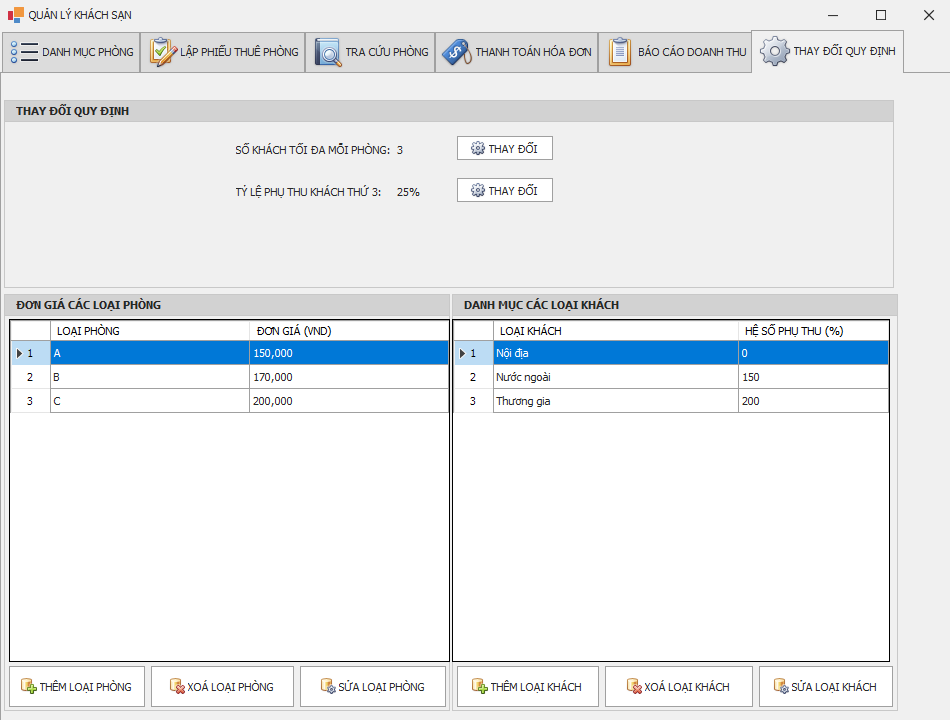 QUẢN LÝ KHÁCH SẠN
DANH MỤC PHÒNG LẬP PHIẾU THUÊ PHÒNG TRA CỨU PHÒNG THANH TOÁN HÓA ĐƠN BÁO CÁO DOANH THU THAY ĐỔI QUY ĐỊNH
THAY ĐỔI QUY ĐỊNH
SỐ KHÁCH TỐI ĐA MỖI PHÒNG: 3 THAY ĐỔI
TỶ LỆ PHỤ THU KHÁCH THỨ 3: 25% THAY ĐỔI
ĐƠN GIÁ CÁC LOẠI PHÒNG
LOẠI PHÒNG ĐƠN GIÁ (VND)
1 A 150,000
2 B 170,000
3 C 200,000
THÊM LOẠI PHÒNG XOÁ LOẠI PHÒNG SỬA LOẠI PHÒNG
DANH MỤC CÁC LOẠI KHÁCH
LOẠI KHÁCH HỆ SỐ PHỤ THU (%)
1 Nội địa 0
2 Nước ngoài 150
3 Thương gia 200
THÊM LOẠI KHÁCH XOÁ LOẠI KHÁCH SỬA LOẠI KHÁCH